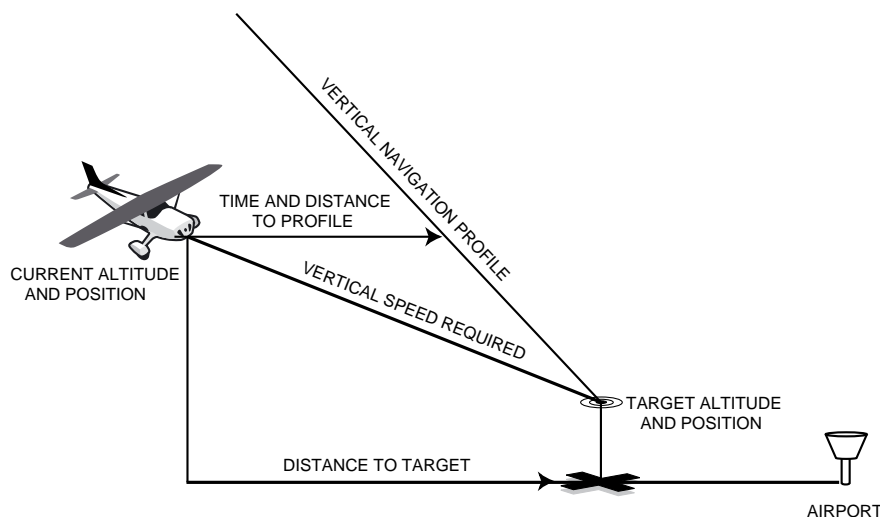 VERTICAL NAVIGATION PROFILE
TIME AND DISTANCE
TO PROFILE
CURRENT ALTITUDE
AND POSITION
VERTICAL SPEED REQUIRED
TARGET ALTITUDE
AND POSITION
DISTANCE TO TARGET
AIRPORT